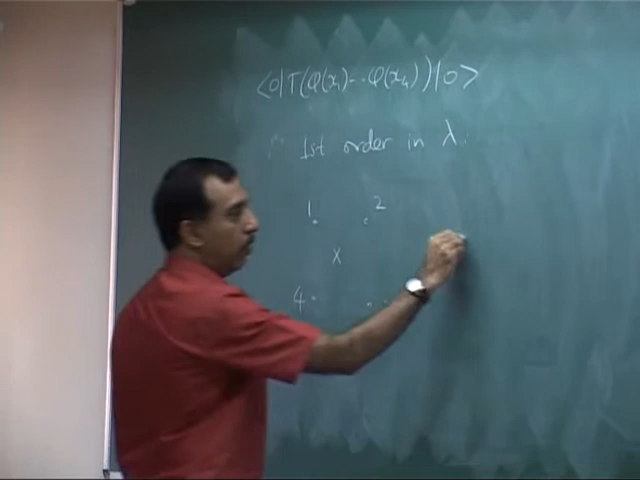 <0|T(φ(x₁)--φ(x₄))|0>
1st order in λ:
1. .2
x
4. ..